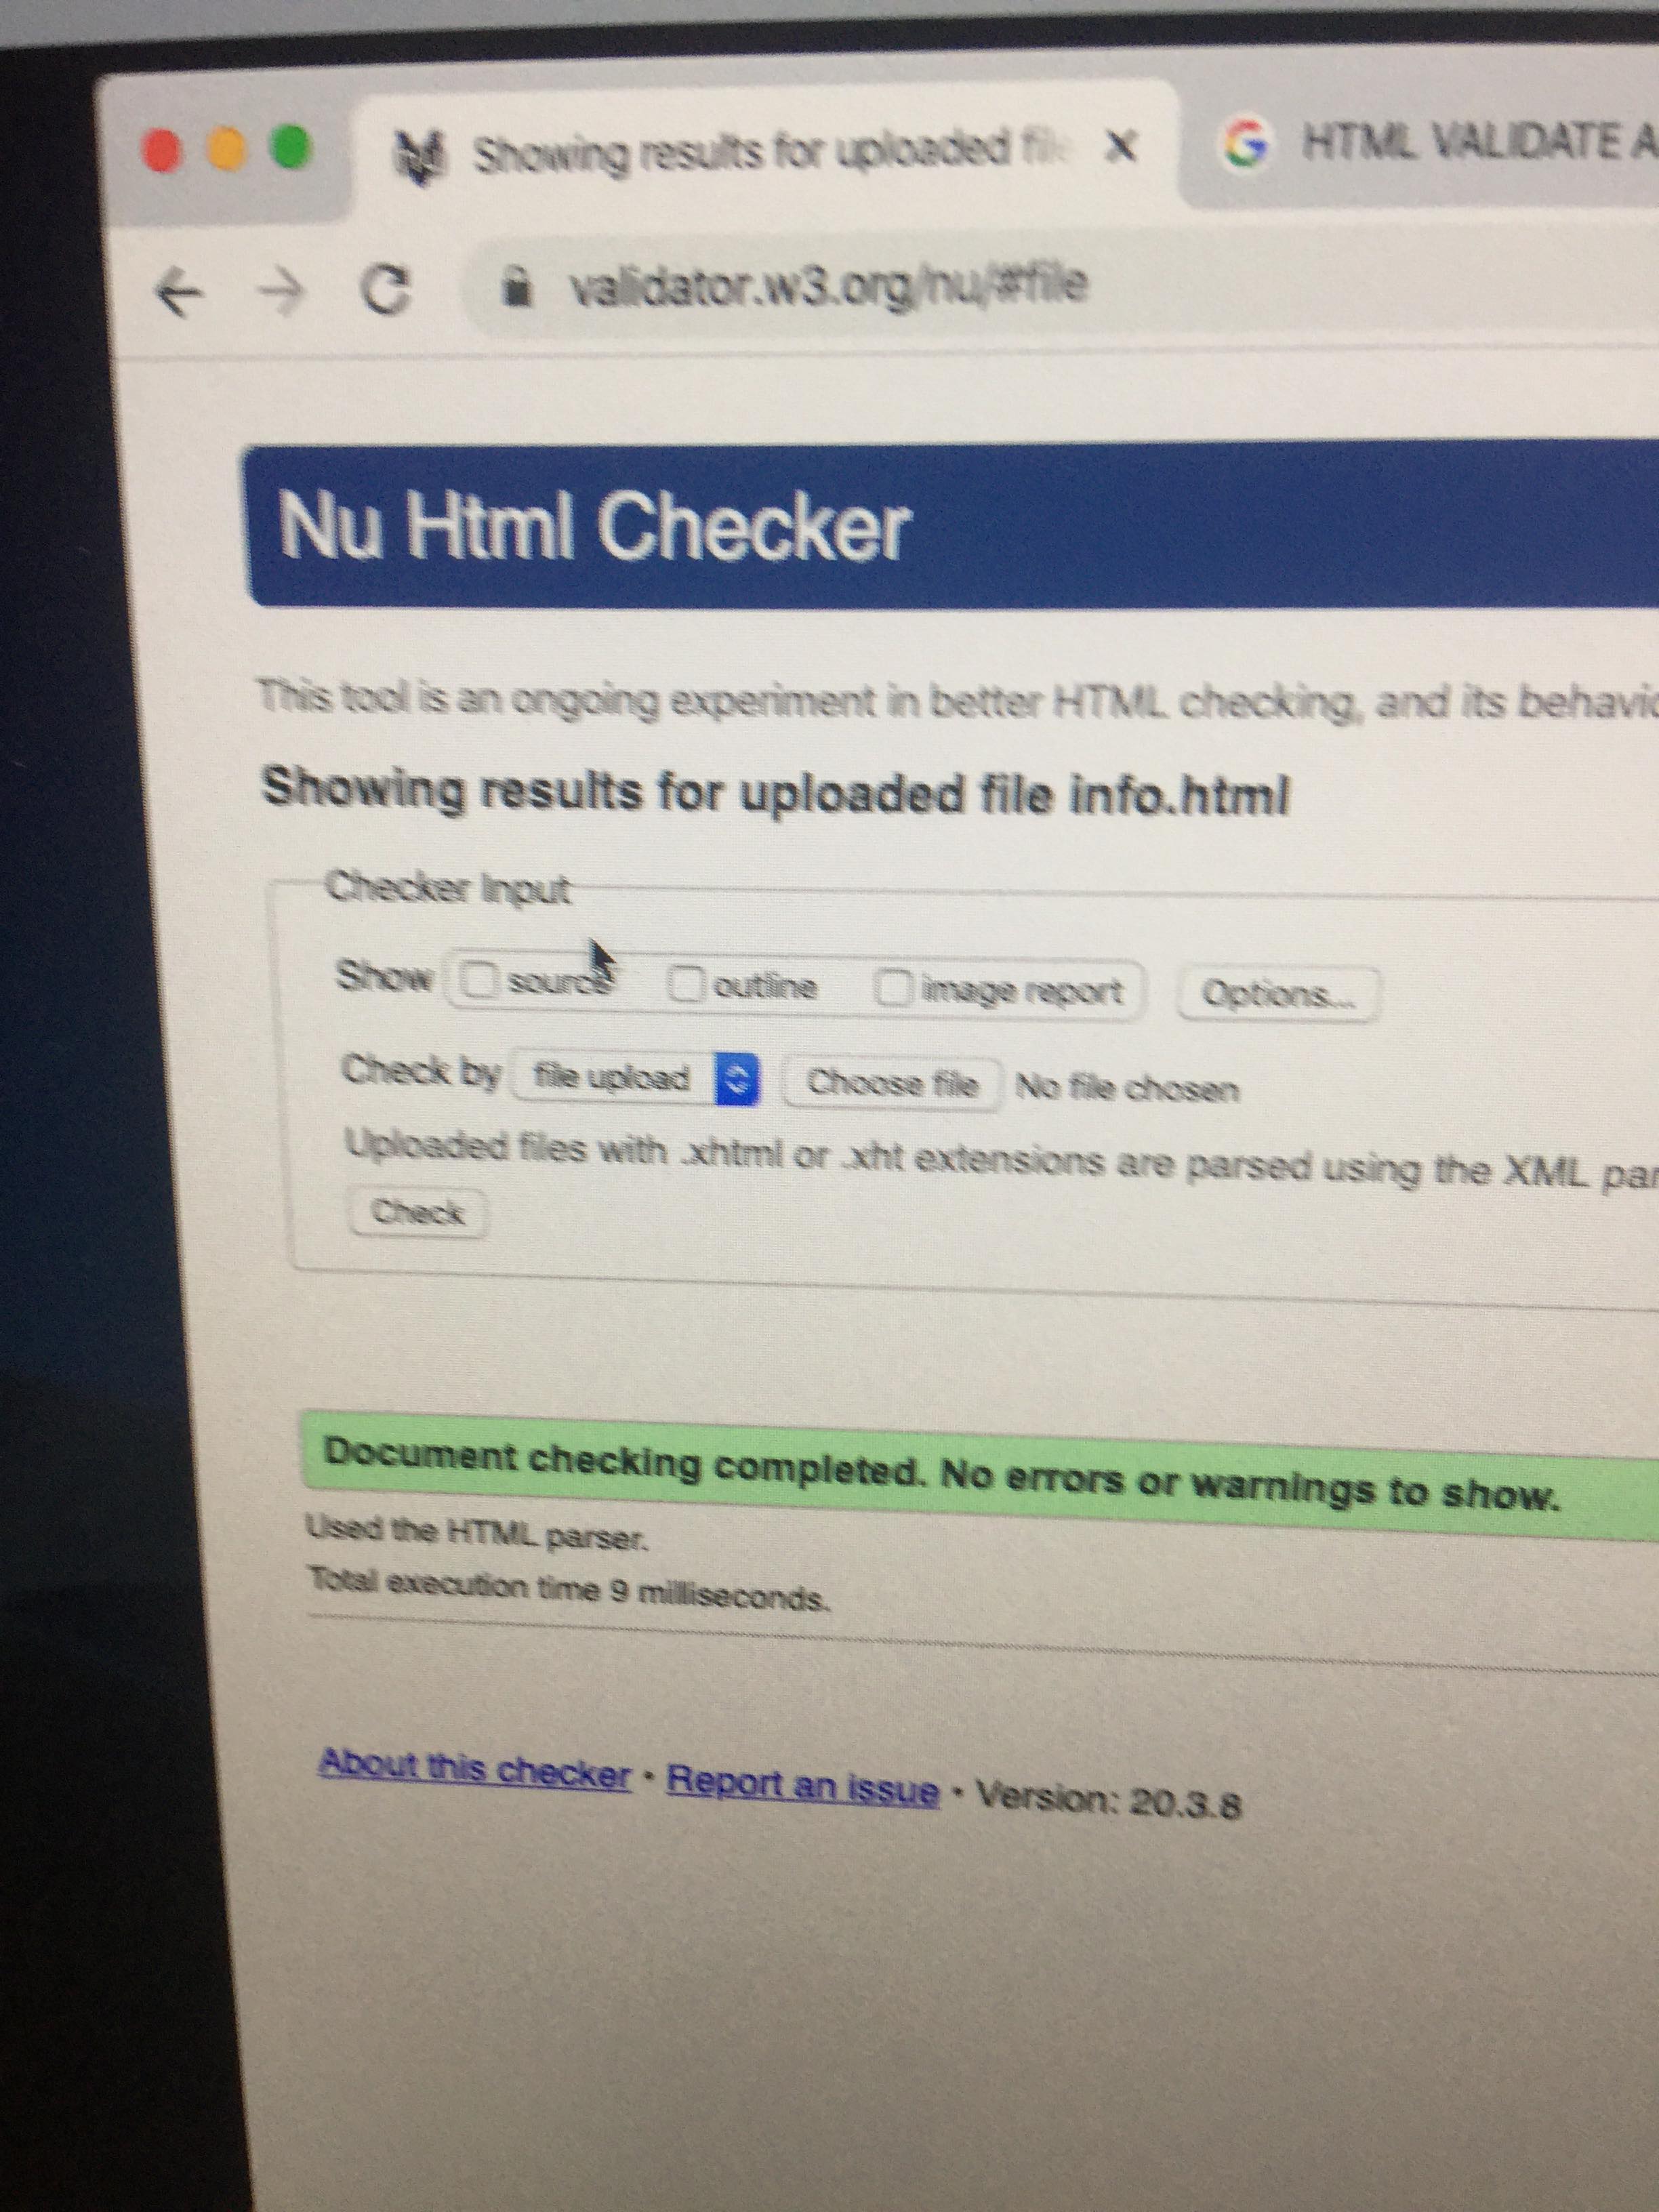 Showing results for uploaded file
HTML VALIDATE A
validator.w3.org/nu/#file
Nu Html Checker
This tool is an ongoing experiment in better HTML checking, and its behavio
Showing results for uploaded file info.html
Checker Input
Show source outline image report Options...
Check by file upload Choose file No file chosen
Uploaded files with .xhtml or .xht extensions are parsed using the XML par
Check
Document checking completed. No errors or warnings to show.
Used the HTML parser.
Total execution time 9 milliseconds.
About this checker • Report an issue • Version: 20.3.8